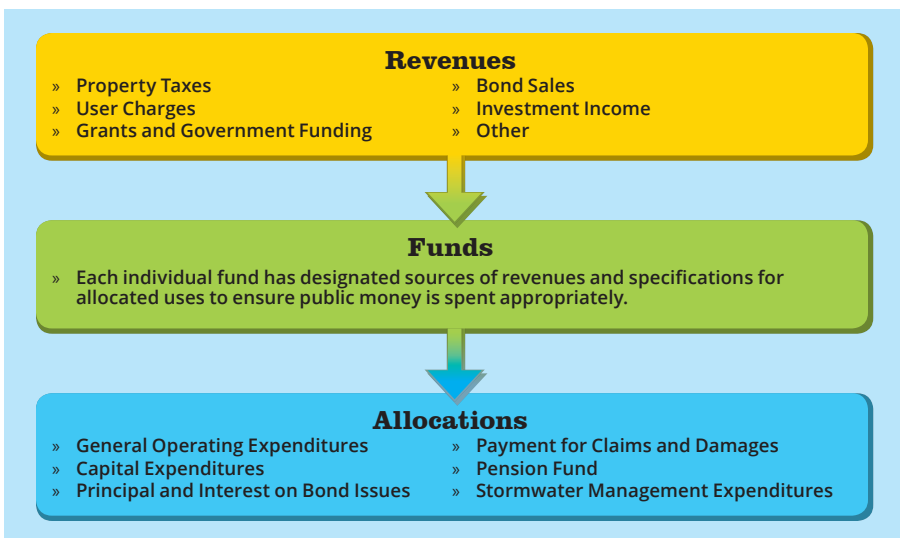 Revenues
» Property Taxes
» User Charges
» Grants and Government Funding
» Bond Sales
» Investment Income
» Other
Funds
» Each individual fund has designated sources of revenues and specifications for
allocated uses to ensure public money is spent appropriately.
Allocations
» General Operating Expenditures
» Capital Expenditures
» Principal and Interest on Bond Issues
» Payment for Claims and Damages
» Pension Fund
» Stormwater Management Expenditures